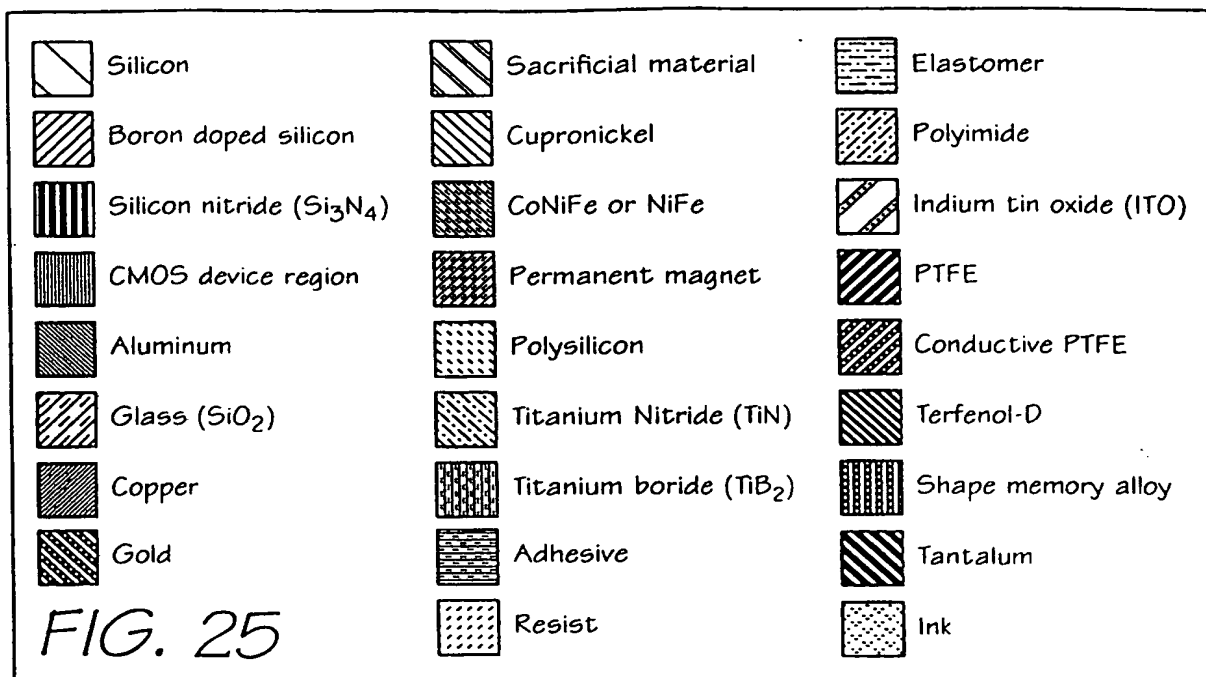 Silicon
Boron doped silicon
Silicon nitride (Si₃N₄)
CMOS device region
Aluminum
Glass (SiO₂)
Copper
Gold
FIG. 25
Sacrificial material
Cupronickel
CoNiFe or NiFe
Permanent magnet
Polysilicon
Titanium Nitride (TiN)
Titanium boride (TiB₂)
Adhesive
Resist
Elastomer
Polyimide
Indium tin oxide (ITO)
PTFE
Conductive PTFE
Terfenol-D
Shape memory alloy
Tantalum
Ink